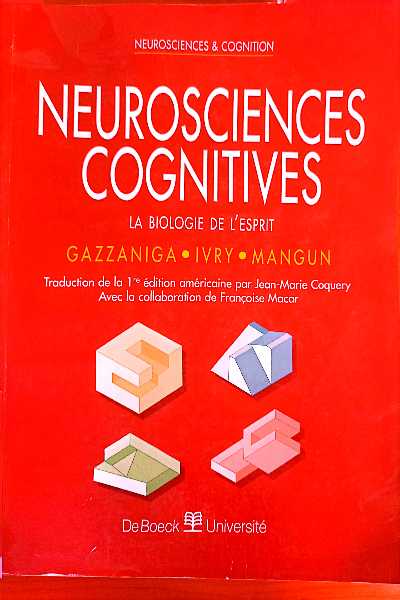 NEUROSCIENCES & COGNITION
NEUROSCIENCES
COGNITIVES
LA BIOLOGIE DE L'ESPRIT
GAZZANIGA • IVRY • MANGUN
Traduction de la 1re édition américaine par Jean-Marie Coquery
Avec la collaboration de Françoise Macar
De Boeck Université